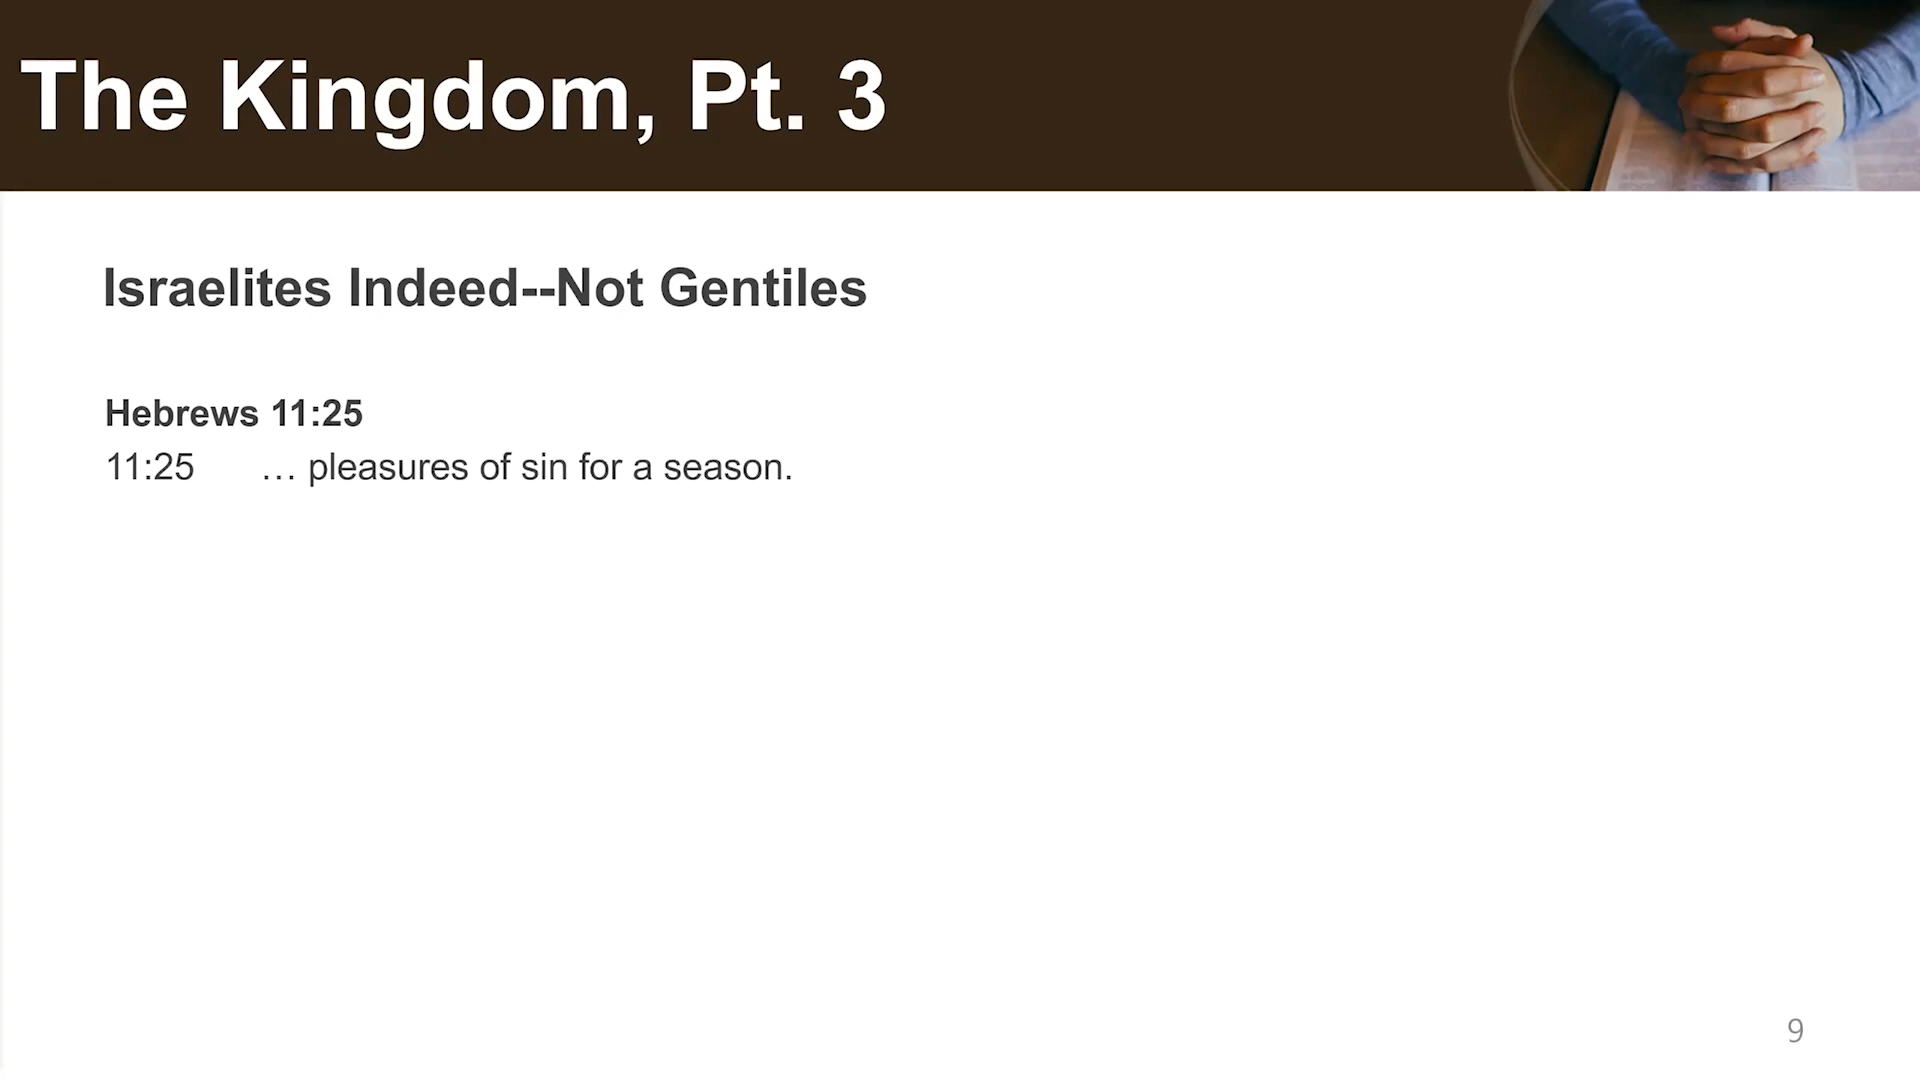 The Kingdom, Pt. 3
Israelites Indeed--Not Gentiles
Hebrews 11:25
11:25 … pleasures of sin for a season.
9